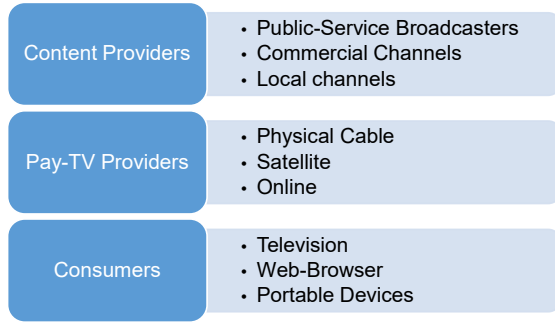 Content Providers
• Public-Service Broadcasters
• Commercial Channels
• Local channels
Pay-TV Providers
• Physical Cable
• Satellite
• Online
Consumers
• Television
• Web-Browser
• Portable Devices